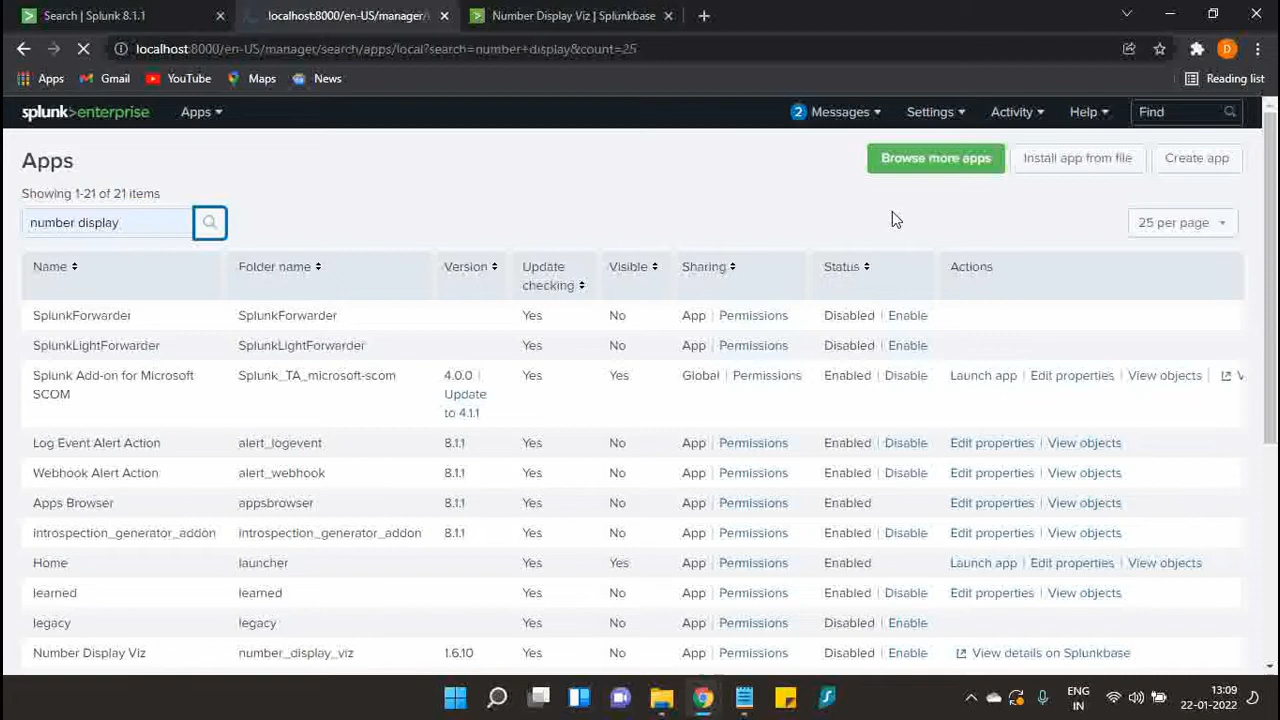 Search | Splunk 8.1.1
localhost:8000/en-US/manager/
Number Display Viz | Splunkbase
localhost:8000/en-US/manager/search/apps/local?search=number+display&count=25
D
Apps Gmail YouTube Maps News Reading list
splunk>enterprise Apps 2 Messages Settings Activity Help Find
Apps Browse more apps Install app from file Create app
Showing 1-21 of 21 items
number display 25 per page
Name Folder name Version Update checking Visible Sharing Status Actions
SplunkForwarder SplunkForwarder Yes No App | Permissions Disabled | Enable
SplunkLightForwarder SplunkLightForwarder Yes No App | Permissions Disabled | Enable
Splunk Add-on for Microsoft SCOM Splunk_TA_microsoft-scom 4.0.0 | Update to 4.1.1 Yes Yes Global | Permissions Enabled | Disable Launch app | Edit properties | View objects | V
Log Event Alert Action alert_logevent 8.1.1 Yes No App | Permissions Enabled | Disable Edit properties | View objects
Webhook Alert Action alert_webhook 8.1.1 Yes No App | Permissions Enabled | Disable Edit properties | View objects
Apps Browser appsbrowser 8.1.1 Yes No App | Permissions Enabled Edit properties | View objects
introspection_generator_addon introspection_generator_addon 8.1.1 Yes No App | Permissions Enabled | Disable Edit properties | View objects
Home launcher Yes Yes App | Permissions Enabled Launch app | Edit properties | View objects
learned learned Yes No App | Permissions Enabled | Disable Edit properties | View objects
legacy legacy Yes No App | Permissions Disabled | Enable
Number Display Viz number_display_viz 1.6.10 Yes No App | Permissions Disabled | Enable View details on Splunkbase
ENG 13:09
IN 22-01-2022